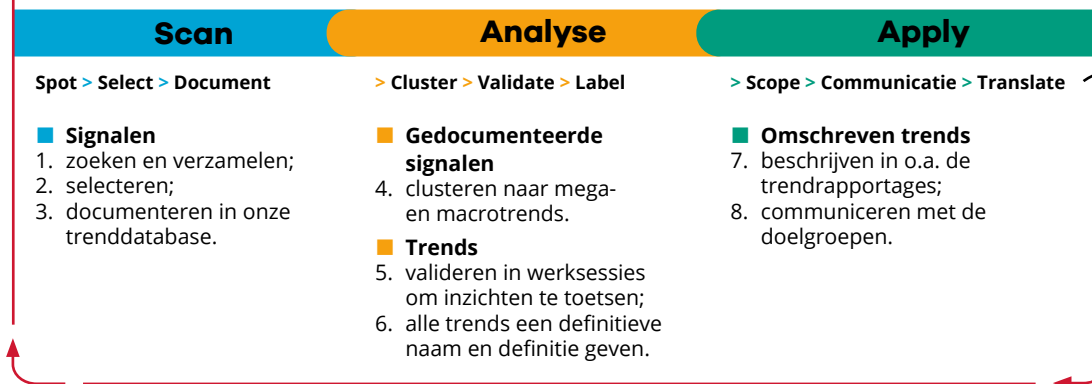 Scan
Spot > Select > Document
Signalen
1. zoeken en verzamelen;
2. selecteren;
3. documenteren in onze
trenddatabase.
Analyse
> Cluster > Validate > Label
Gedocumenteerde
signalen
4. clusteren naar mega-
en macrotrends.
Trends
5. valideren in werksessies
om inzichten te toetsen;
6. alle trends een definitieve
naam en definitie geven.
Apply
> Scope > Communicatie > Translate
Omschreven trends
7. beschrijven in o.a. de
trendrapportages;
8. communiceren met de
doelgroepen.